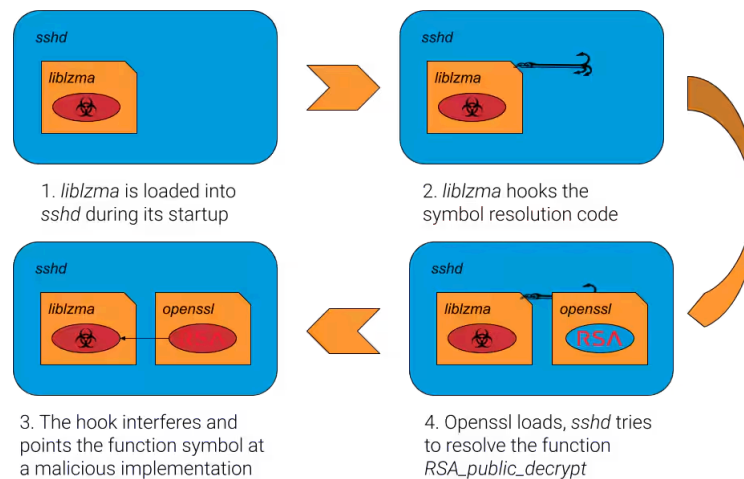 sshd
liblzma
1. liblzma is loaded into
sshd during its startup
sshd
liblzma
2. liblzma hooks the
symbol resolution code
sshd
liblzma
openssl
3. The hook interferes and
points the function symbol at
a malicious implementation
sshd
liblzma
openssl
RSA
4. Openssl loads, sshd tries
to resolve the function
RSA_public_decrypt